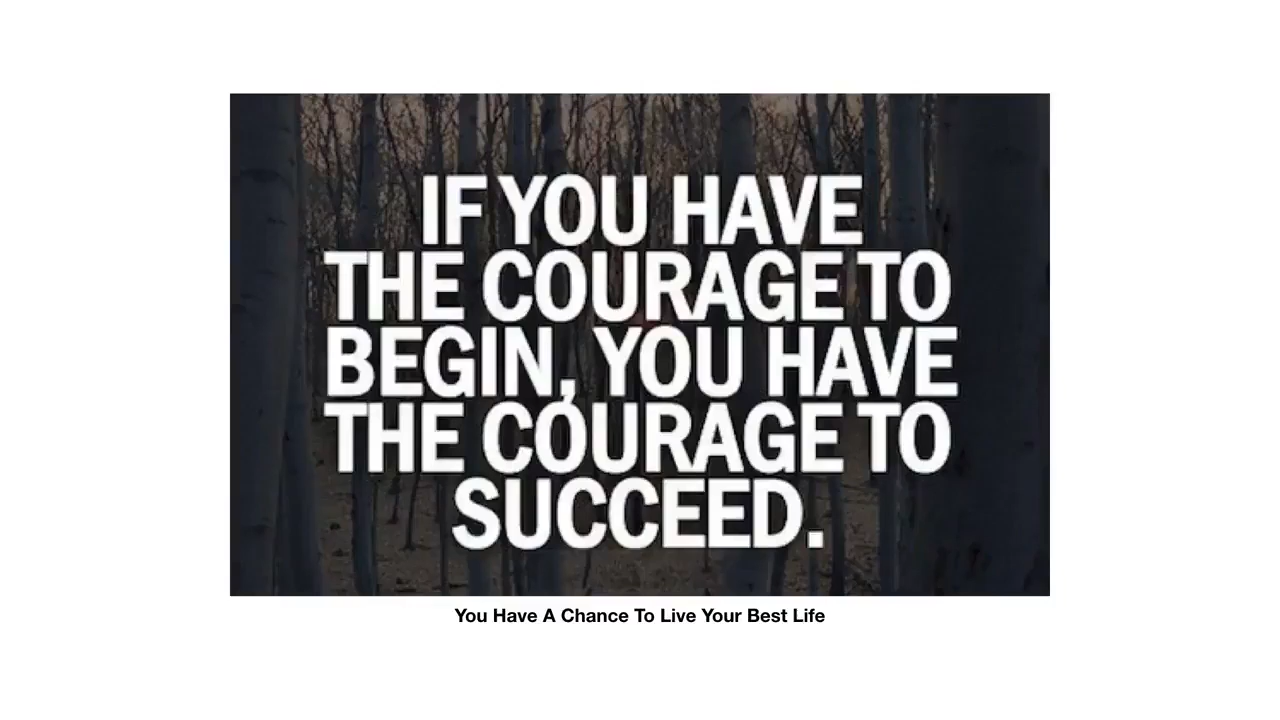 IF YOU HAVE
THE COURAGE TO
BEGIN, YOU HAVE
THE COURAGE TO
SUCCEED.
You Have A Chance To Live Your Best Life